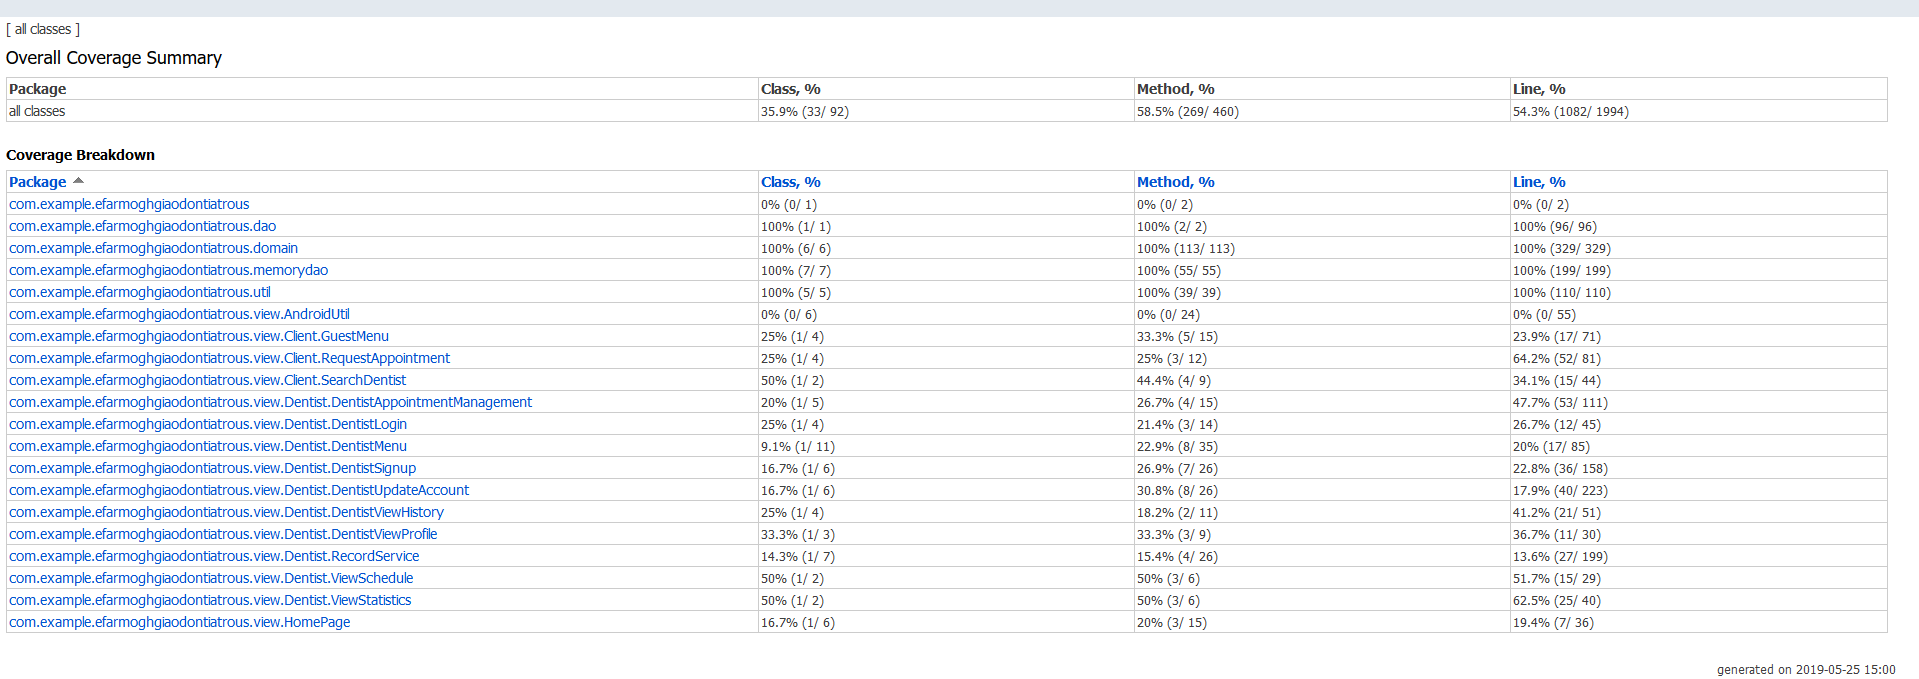 [ all classes ]
Overall Coverage Summary
Package Class, % Method, % Line, %
all classes 35.9% (33/ 92) 58.5% (269/ 460) 54.3% (1082/ 1994)
Coverage Breakdown
Package Class, % Method, % Line, %
com.example.efarmoghgiaodontiatrous 0% (0/ 1) 0% (0/ 2) 0% (0/ 2)
com.example.efarmoghgiaodontiatrous.dao 100% (1/ 1) 100% (2/ 2) 100% (96/ 96)
com.example.efarmoghgiaodontiatrous.domain 100% (6/ 6) 100% (113/ 113) 100% (329/ 329)
com.example.efarmoghgiaodontiatrous.memorydao 100% (7/ 7) 100% (55/ 55) 100% (199/ 199)
com.example.efarmoghgiaodontiatrous.util 100% (5/ 5) 100% (39/ 39) 100% (110/ 110)
com.example.efarmoghgiaodontiatrous.view.AndroidUtil 0% (0/ 6) 0% (0/ 24) 0% (0/ 55)
com.example.efarmoghgiaodontiatrous.view.Client.GuestMenu 25% (1/ 4) 33.3% (5/ 15) 23.9% (17/ 71)
com.example.efarmoghgiaodontiatrous.view.Client.RequestAppointment 25% (1/ 4) 25% (3/ 12) 64.2% (52/ 81)
com.example.efarmoghgiaodontiatrous.view.Client.SearchDentist 50% (1/ 2) 44.4% (4/ 9) 34.1% (15/ 44)
com.example.efarmoghgiaodontiatrous.view.Dentist.DentistAppointmentManagement 20% (1/ 5) 26.7% (4/ 15) 47.7% (53/ 111)
com.example.efarmoghgiaodontiatrous.view.Dentist.DentistLogin 25% (1/ 4) 21.4% (3/ 14) 26.7% (12/ 45)
com.example.efarmoghgiaodontiatrous.view.Dentist.DentistMenu 9.1% (1/ 11) 22.9% (8/ 35) 20% (17/ 85)
com.example.efarmoghgiaodontiatrous.view.Dentist.DentistSignup 16.7% (1/ 6) 26.9% (7/ 26) 22.8% (36/ 158)
com.example.efarmoghgiaodontiatrous.view.Dentist.DentistUpdateAccount 16.7% (1/ 6) 30.8% (8/ 26) 17.9% (40/ 223)
com.example.efarmoghgiaodontiatrous.view.Dentist.DentistViewHistory 25% (1/ 4) 18.2% (2/ 11) 41.2% (21/ 51)
com.example.efarmoghgiaodontiatrous.view.Dentist.DentistViewProfile 33.3% (1/ 3) 33.3% (3/ 9) 36.7% (11/ 30)
com.example.efarmoghgiaodontiatrous.view.Dentist.RecordService 14.3% (1/ 7) 15.4% (4/ 26) 13.6% (27/ 199)
com.example.efarmoghgiaodontiatrous.view.Dentist.ViewSchedule 50% (1/ 2) 50% (3/ 6) 51.7% (15/ 29)
com.example.efarmoghgiaodontiatrous.view.Dentist.ViewStatistics 50% (1/ 2) 50% (3/ 6) 62.5% (25/ 40)
com.example.efarmoghgiaodontiatrous.view.HomePage 16.7% (1/ 6) 20% (3/ 15) 19.4% (7/ 36)
generated on 2019-05-25 15:00